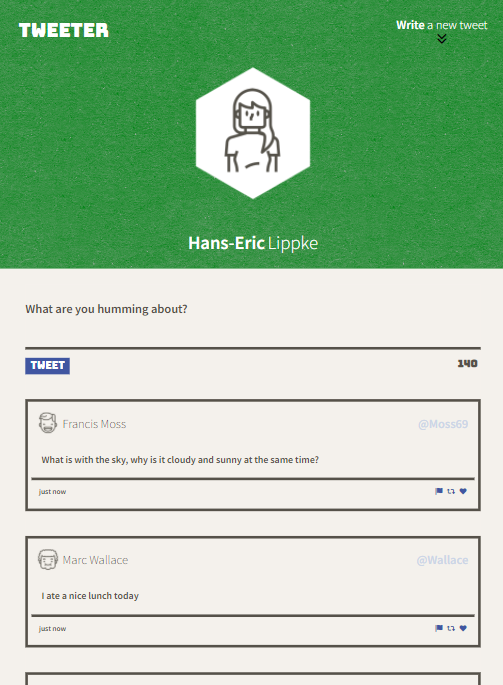 TWEETER
Write a new tweet
Hans-Eric Lippke
What are you humming about?
TWEET
140
Francis Moss
@Moss69
What is with the sky, why is it cloudy and sunny at the same time?
just now
Marc Wallace
@Wallace
I ate a nice lunch today
just now